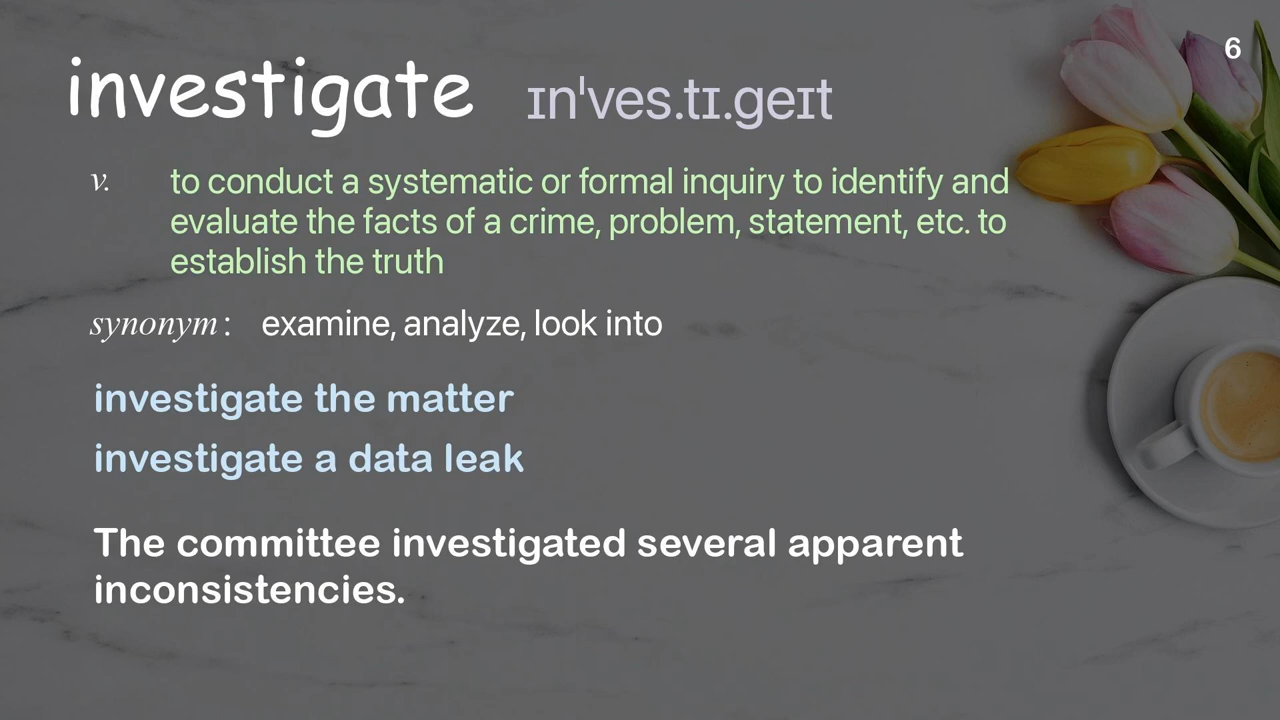 6
investigate ɪnˈves.tɪ.geɪt
v. to conduct a systematic or formal inquiry to identify and
evaluate the facts of a crime, problem, statement, etc. to
establish the truth
synonym: examine, analyze, look into
investigate the matter
investigate a data leak
The committee investigated several apparent
inconsistencies.